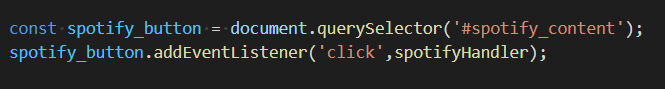 const spotify_button = document.querySelector('#spotify_content');
spotify_button.addEventListener('click',spotifyHandler);